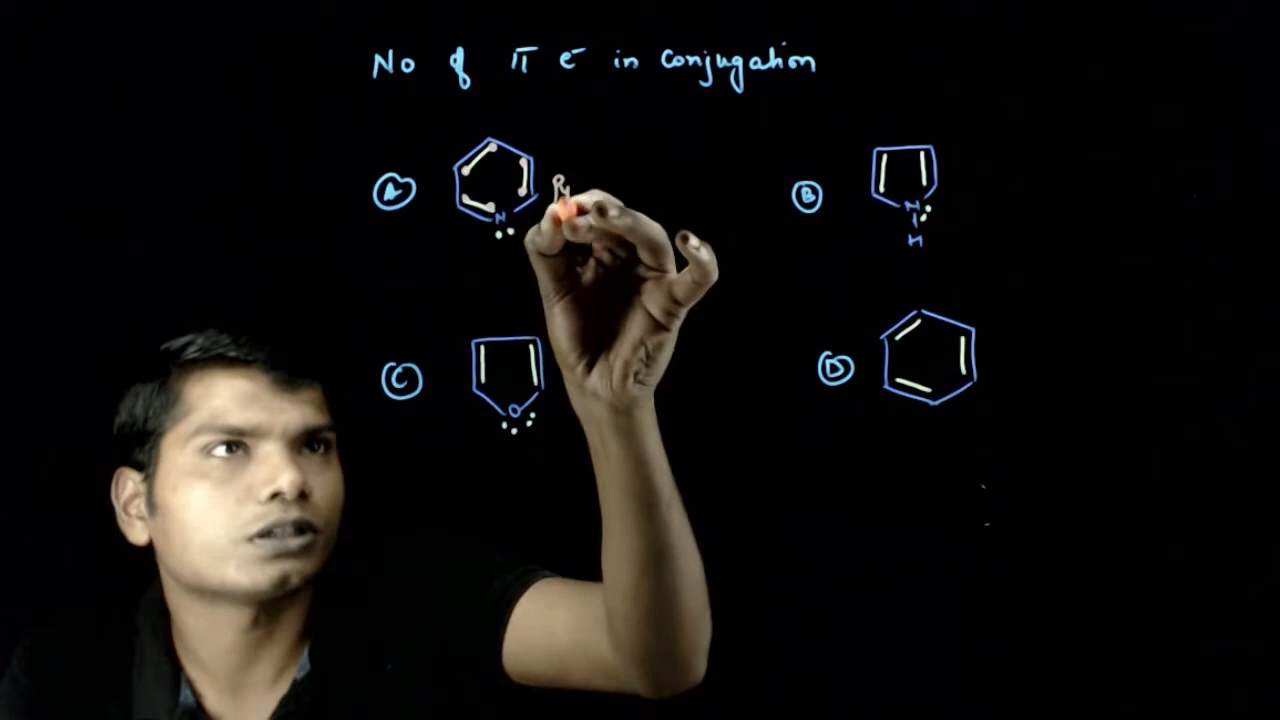 No of π e⁻ in conjugation
A
N
B
N
H
C
O
D